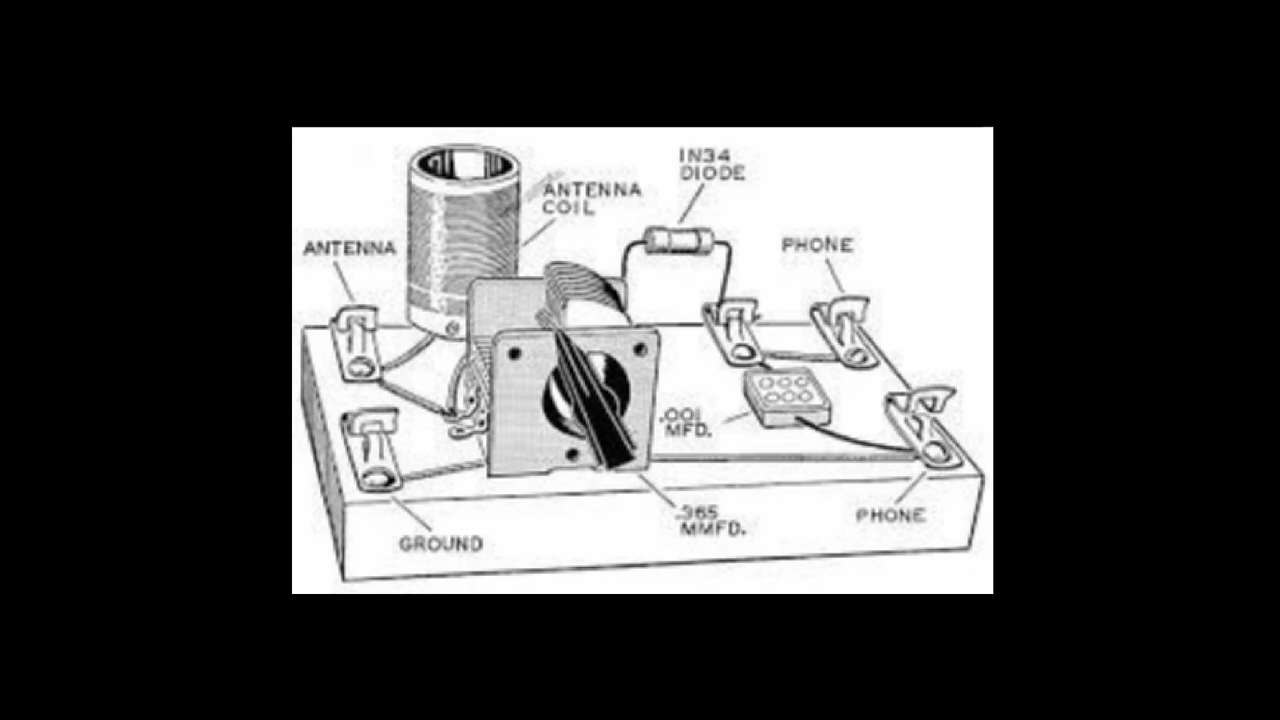 IN34
DIODE
ANTENNA
COIL
ANTENNA
PHONE
.001
MFD.
.365
MMFD.
PHONE
GROUND